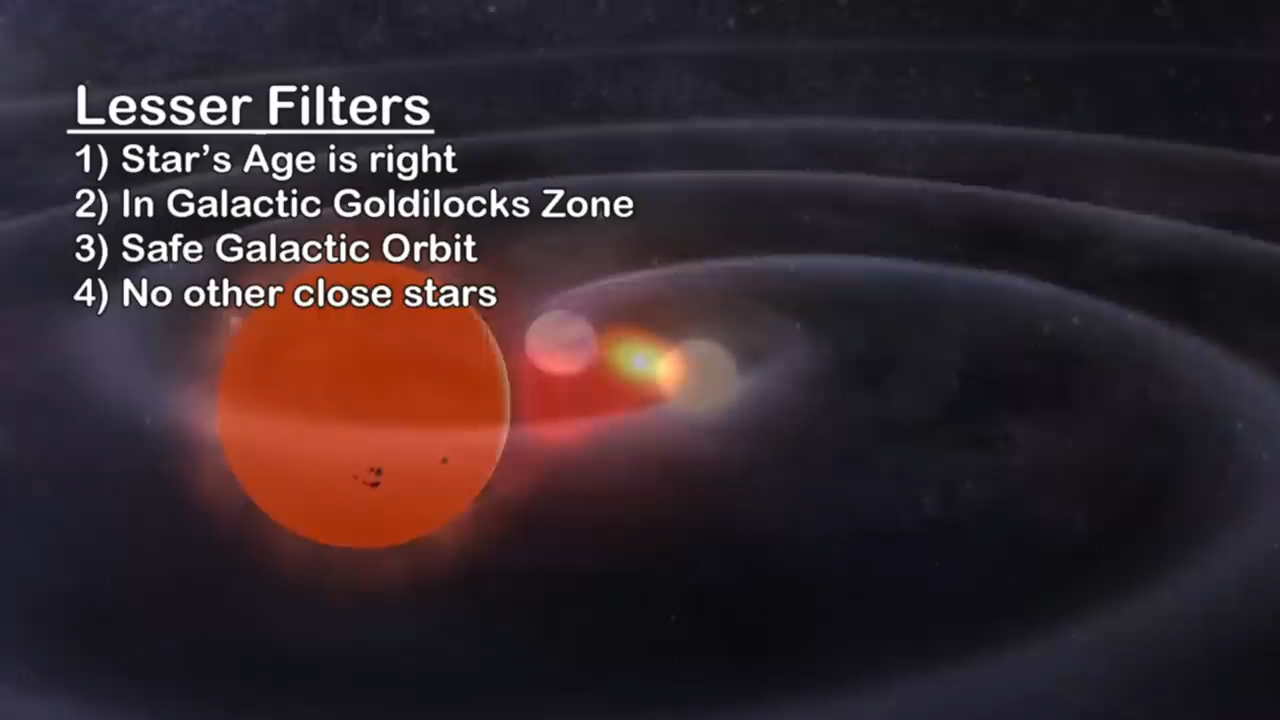 Lesser Filters
1) Star's Age is right
2) In Galactic Goldilocks Zone
3) Safe Galactic Orbit
4) No other close stars